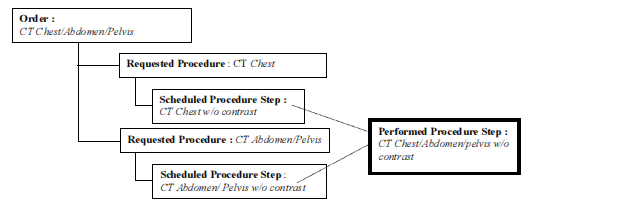 Order :
CT Chest/Abdomen/Pelvis
Requested Procedure : CT Chest
Scheduled Procedure Step :
CT Chest w/o contrast
Requested Procedure : CT Abdomen/Pelvis
Scheduled Procedure Step :
CT Abdomen/ Pelvis w/o contrast
Performed Procedure Step :
CT Chest/Abdomen/pelvis w/o
contrast